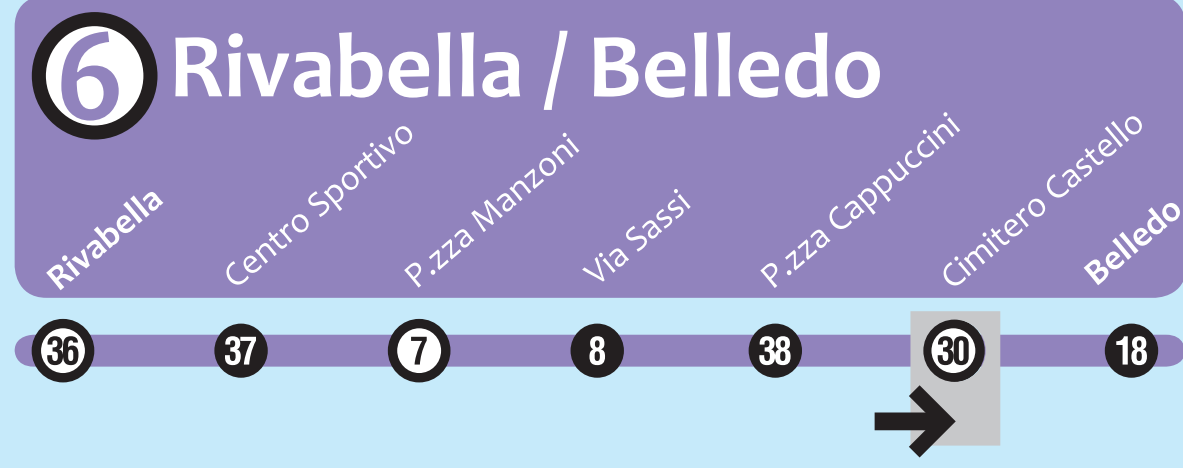 6 Rivabella / Belledo
Rivabella
Centro Sportivo
P.zza Manzoni
Via Sassi
P.zza Cappuccini
Cimitero Castello
Belledo
36 37 7 8 38 30 18